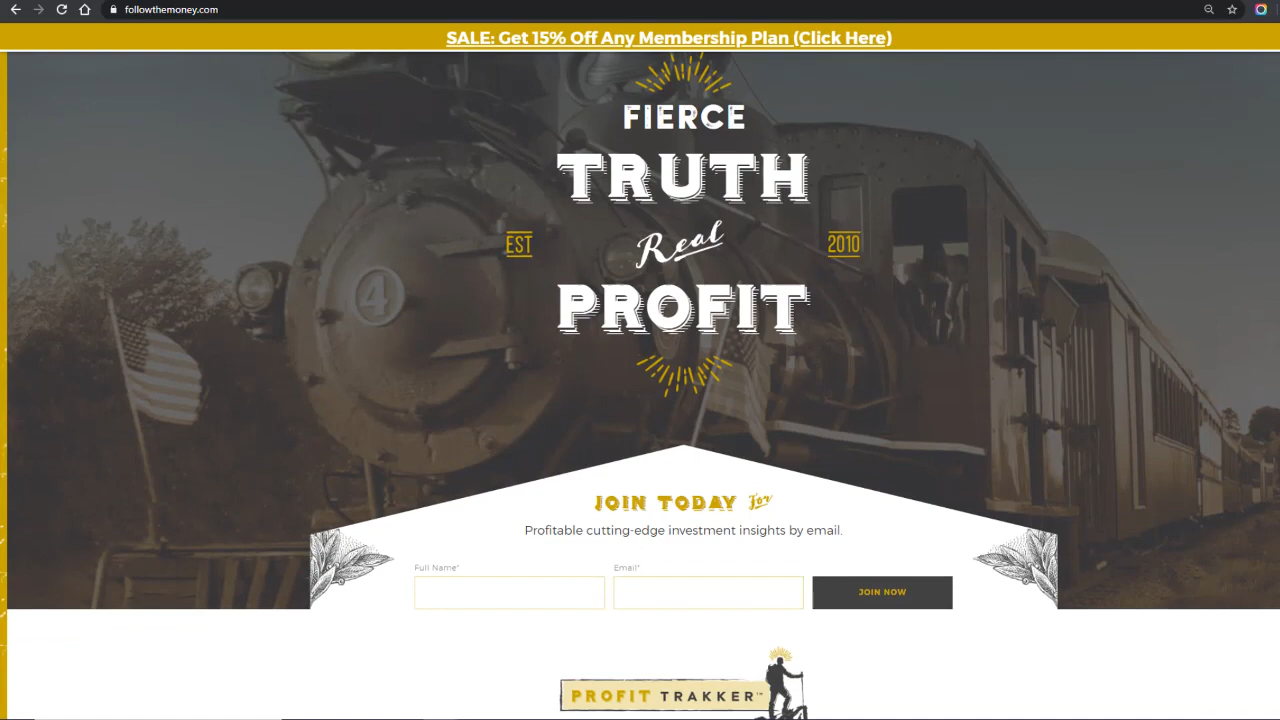 followthemoney.com
SALE: Get 15% Off Any Membership Plan (Click Here)
FIERCE
TRUTH
EST Real 2010
PROFIT
4
JOIN TODAY For
Profitable cutting-edge investment insights by email.
Full Name* Email*
JOIN NOW
PROFIT TRAKKER™